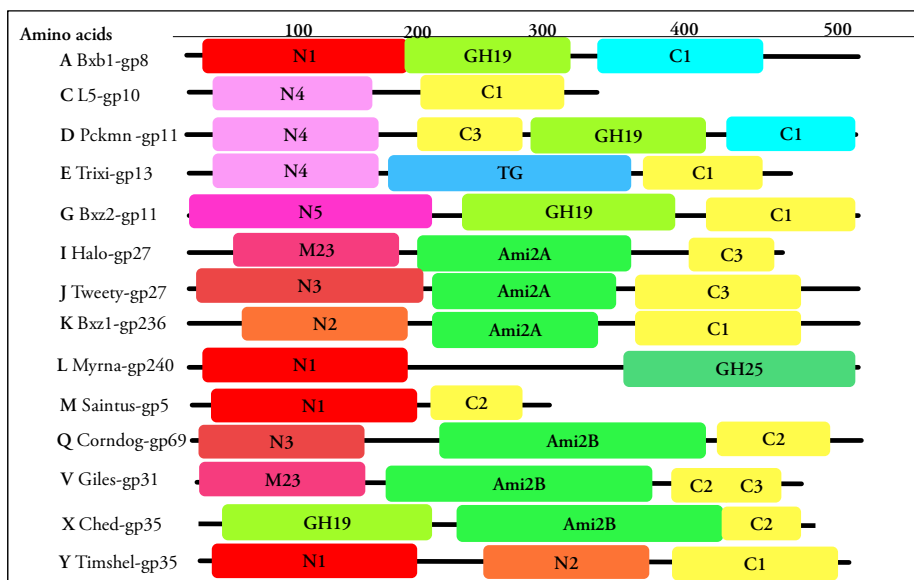 Amino acids 100 200 300 400 500
A Bxb1-gp8 N1 GH19 C1
C L5-gp10 N4 C1
D Pckmn -gp11 N4 C3 GH19 C1
E Trixi-gp13 N4 TG C1
G Bxz2-gp11 N5 GH19 C1
I Halo-gp27 M23 Ami2A C3
J Tweety-gp27 N3 Ami2A C3
K Bxz1-gp236 N2 Ami2A C1
L Myrna-gp240 N1 GH25
M Saintus-gp5 N1 C2
Q Corndog-gp69 N3 Ami2B C2
V Giles-gp31 M23 Ami2B C2 C3
X Ched-gp35 GH19 Ami2B C2
Y Timshel-gp35 N1 N2 C1